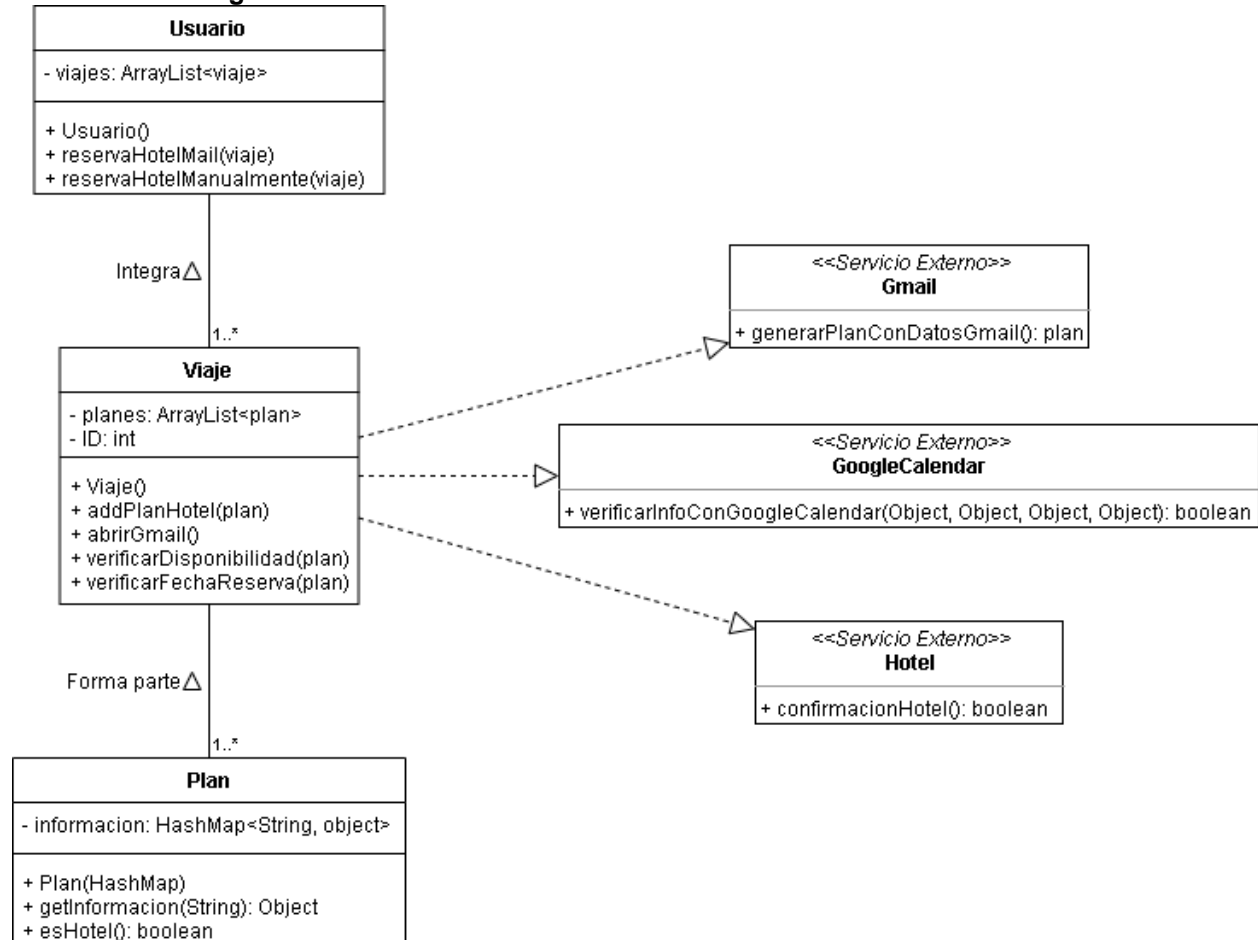 Usuario
- viajes: ArrayList<viaje>
+ Usuario()
+ reservaHotelMail(viaje)
+ reservaHotelManualmente(viaje)
Integra
1..*
Viaje
- planes: ArrayList<plan>
- ID: int
+ Viaje()
+ addPlanHotel(plan)
+ abrirGmail()
+ verificarDisponibilidad(plan)
+ verificarFechaReserva(plan)
<<Servicio Externo>>
Gmail
+ generarPlanConDatosGmail(): plan
<<Servicio Externo>>
GoogleCalendar
+ verificarInfoConGoogleCalendar(Object, Object, Object, Object): boolean
<<Servicio Externo>>
Hotel
+ confirmacionHotel(): boolean
Forma parte
1..*
Plan
- informacion: HashMap<String, object>
+ Plan(HashMap)
+ getInformacion(String): Object
+ esHotel(): boolean